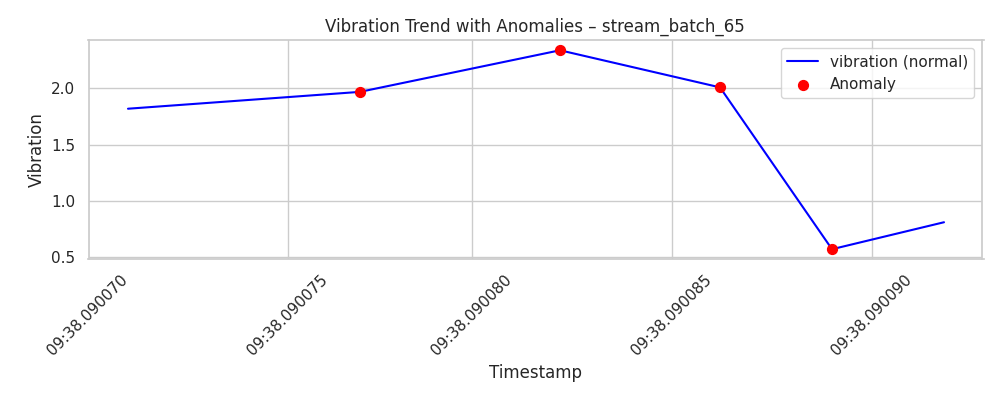 Vibration Trend with Anomalies – stream_batch_65
vibration (normal)
Anomaly
Vibration
2.0
1.5
1.0
0.5
09:38.090070
09:38.090075
09:38.090080
09:38.090085
09:38.090090
Timestamp